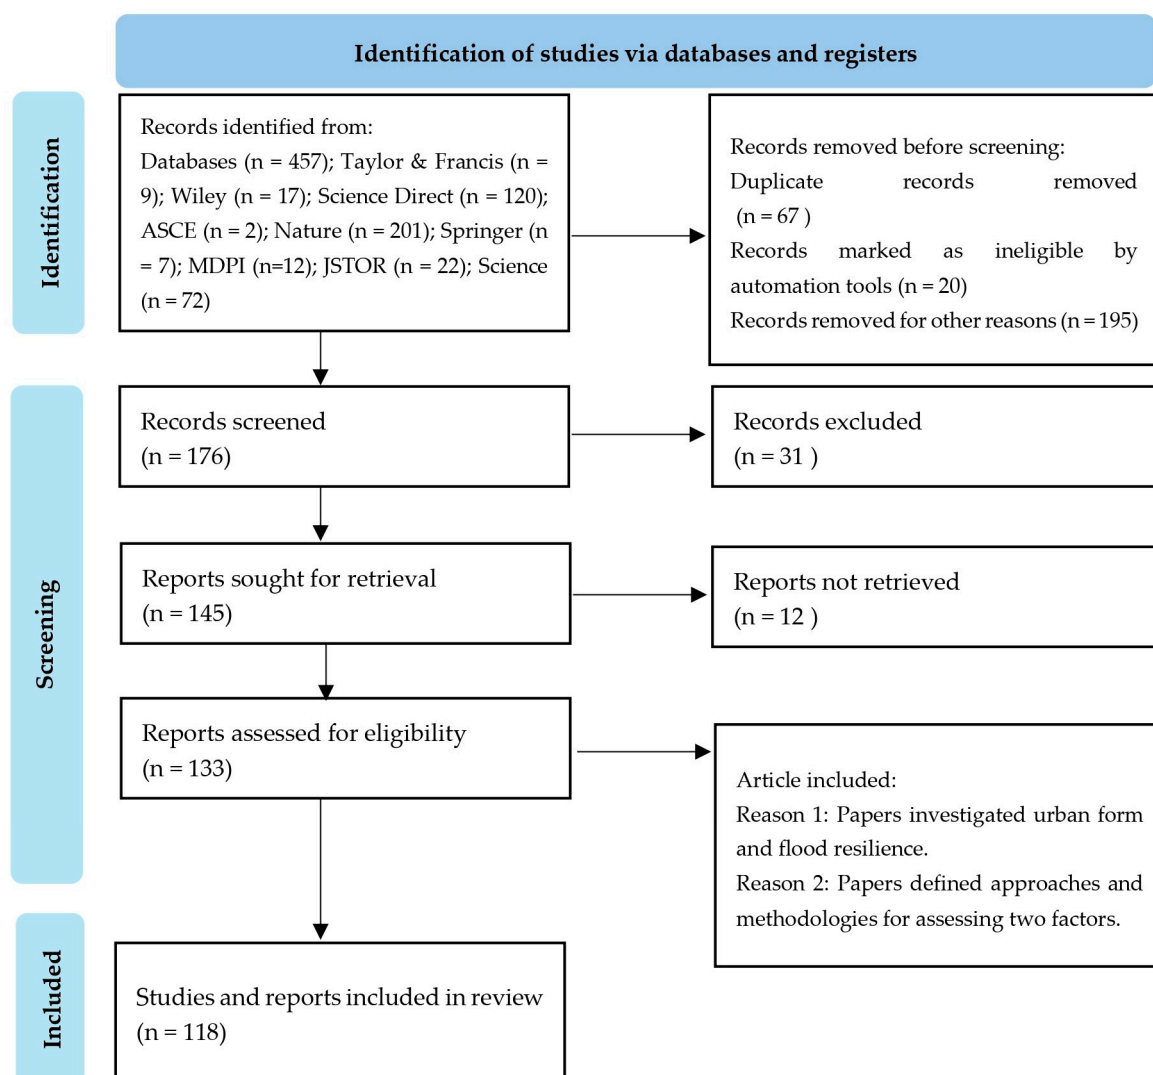 Identification of studies via databases and registers
Identification
Records identified from:
Databases (n = 457); Taylor & Francis (n =
9); Wiley (n = 17); Science Direct (n = 120);
ASCE (n = 2); Nature (n = 201); Springer (n
= 7); MDPI (n=12); JSTOR (n = 22); Science
(n = 72)
Records removed before screening:
Duplicate records removed
(n = 67 )
Records marked as ineligible by
automation tools (n = 20)
Records removed for other reasons (n = 195)
Screening
Records screened
(n = 176)
Records excluded
(n = 31 )
Reports sought for retrieval
(n = 145)
Reports not retrieved
(n = 12 )
Reports assessed for eligibility
(n = 133)
Article included:
Reason 1: Papers investigated urban form
and flood resilience.
Reason 2: Papers defined approaches and
methodologies for assessing two factors.
Included
Studies and reports included in review
(n = 118)